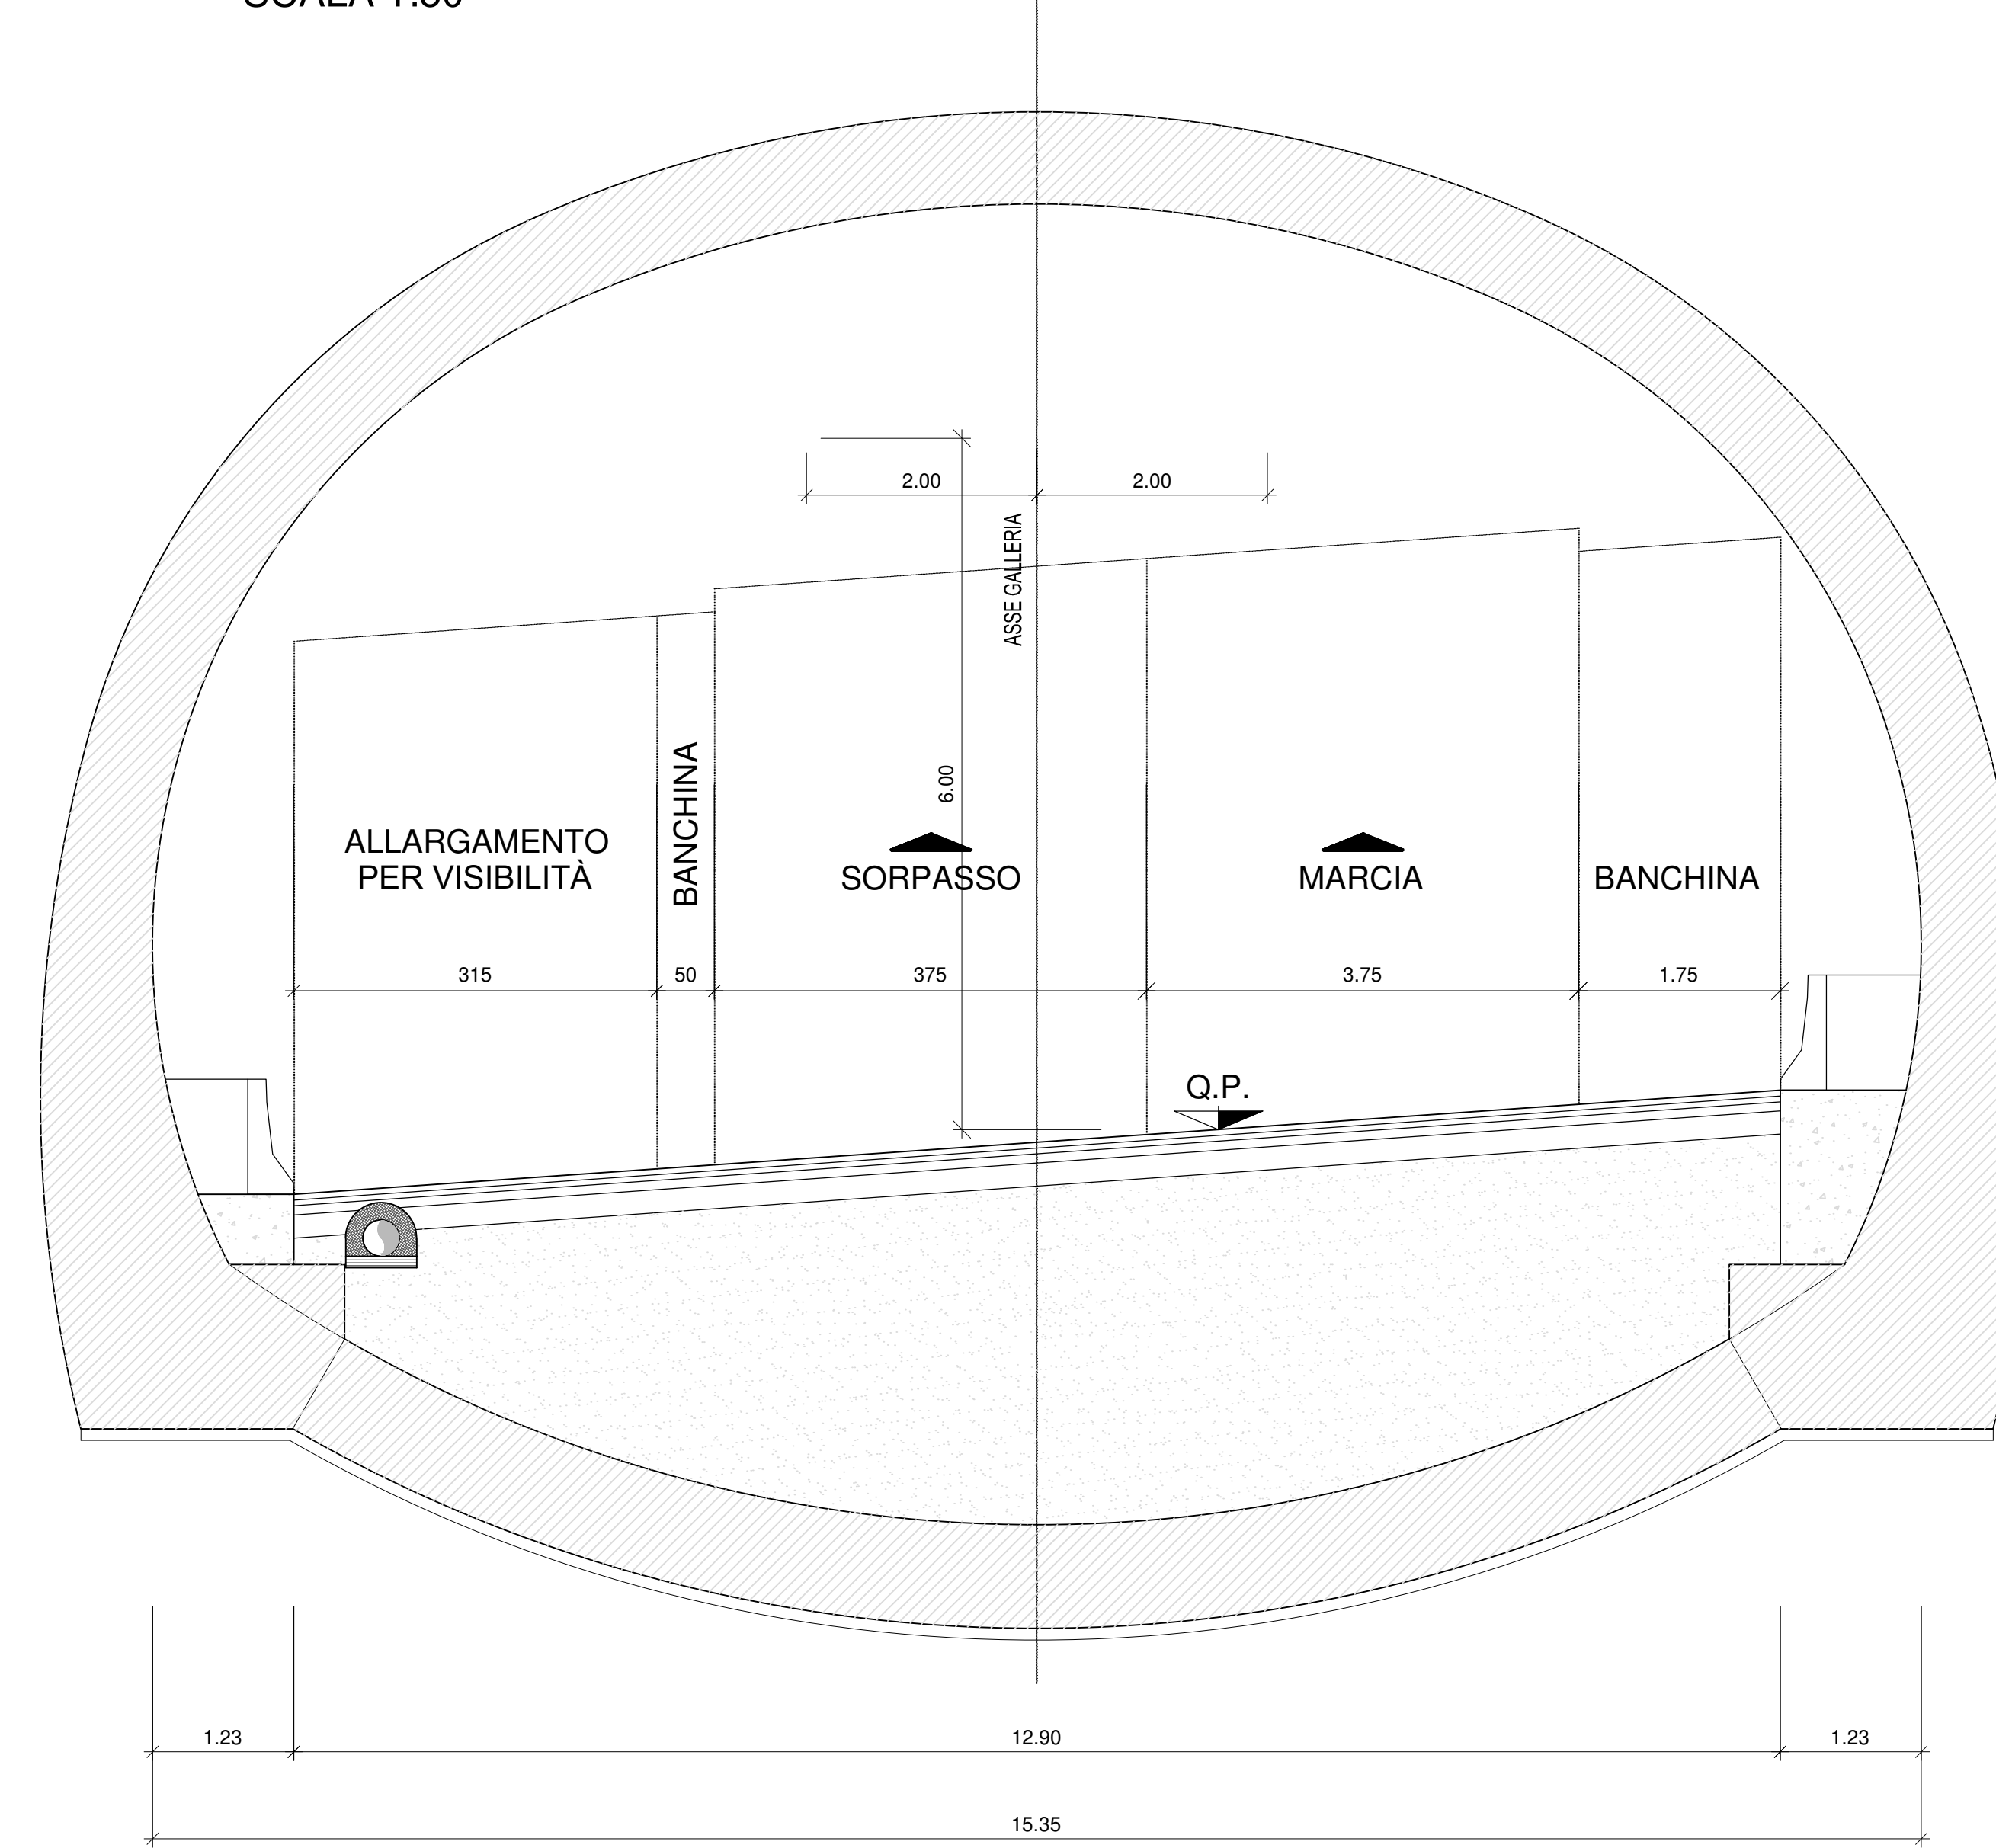 2.00
2.00
ASSE GALLERIA
6.00
BANCHINA
ALLARGAMENTO
PER VISIBILITÀ
SORPASSO
MARCIA
BANCHINA
315
50
375
3.75
1.75
Q.P.
1.23
12.90
1.23
15.35